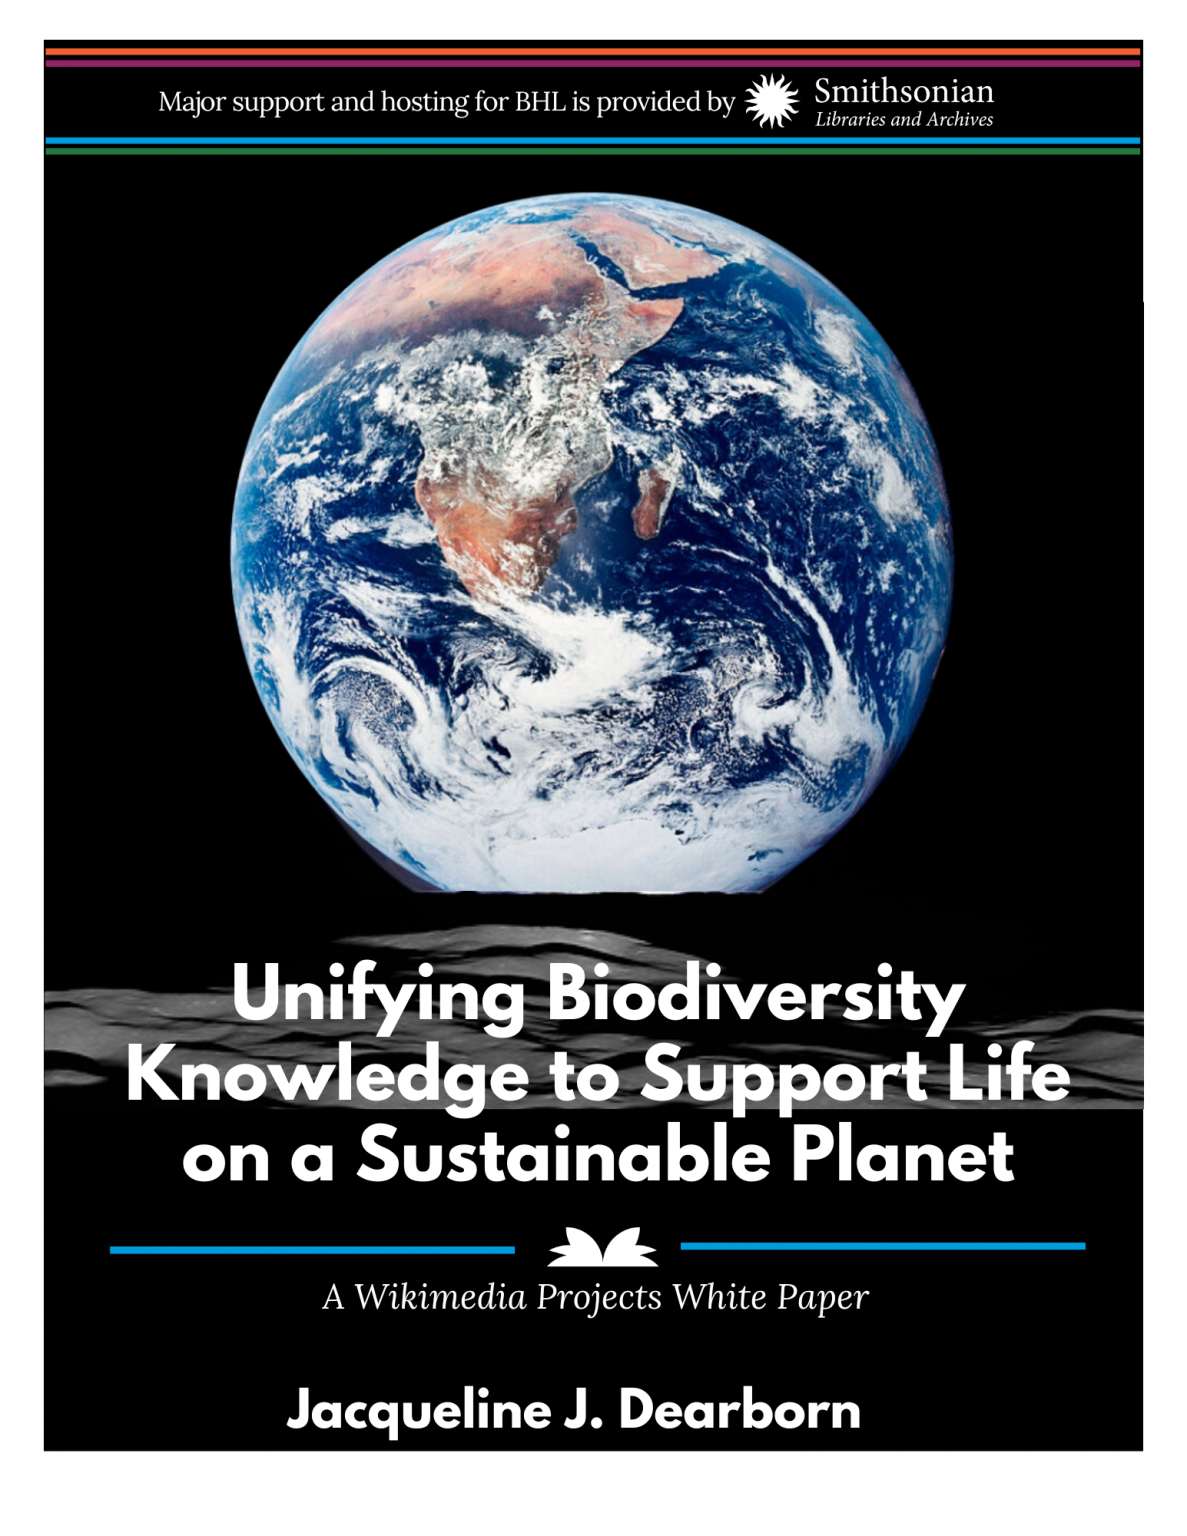 Major support and hosting for BHL is provided by Smithsonian
Libraries and Archives
Unifying Biodiversity
Knowledge to Support Life
on a Sustainable Planet
A Wikimedia Projects White Paper
Jacqueline J. Dearborn